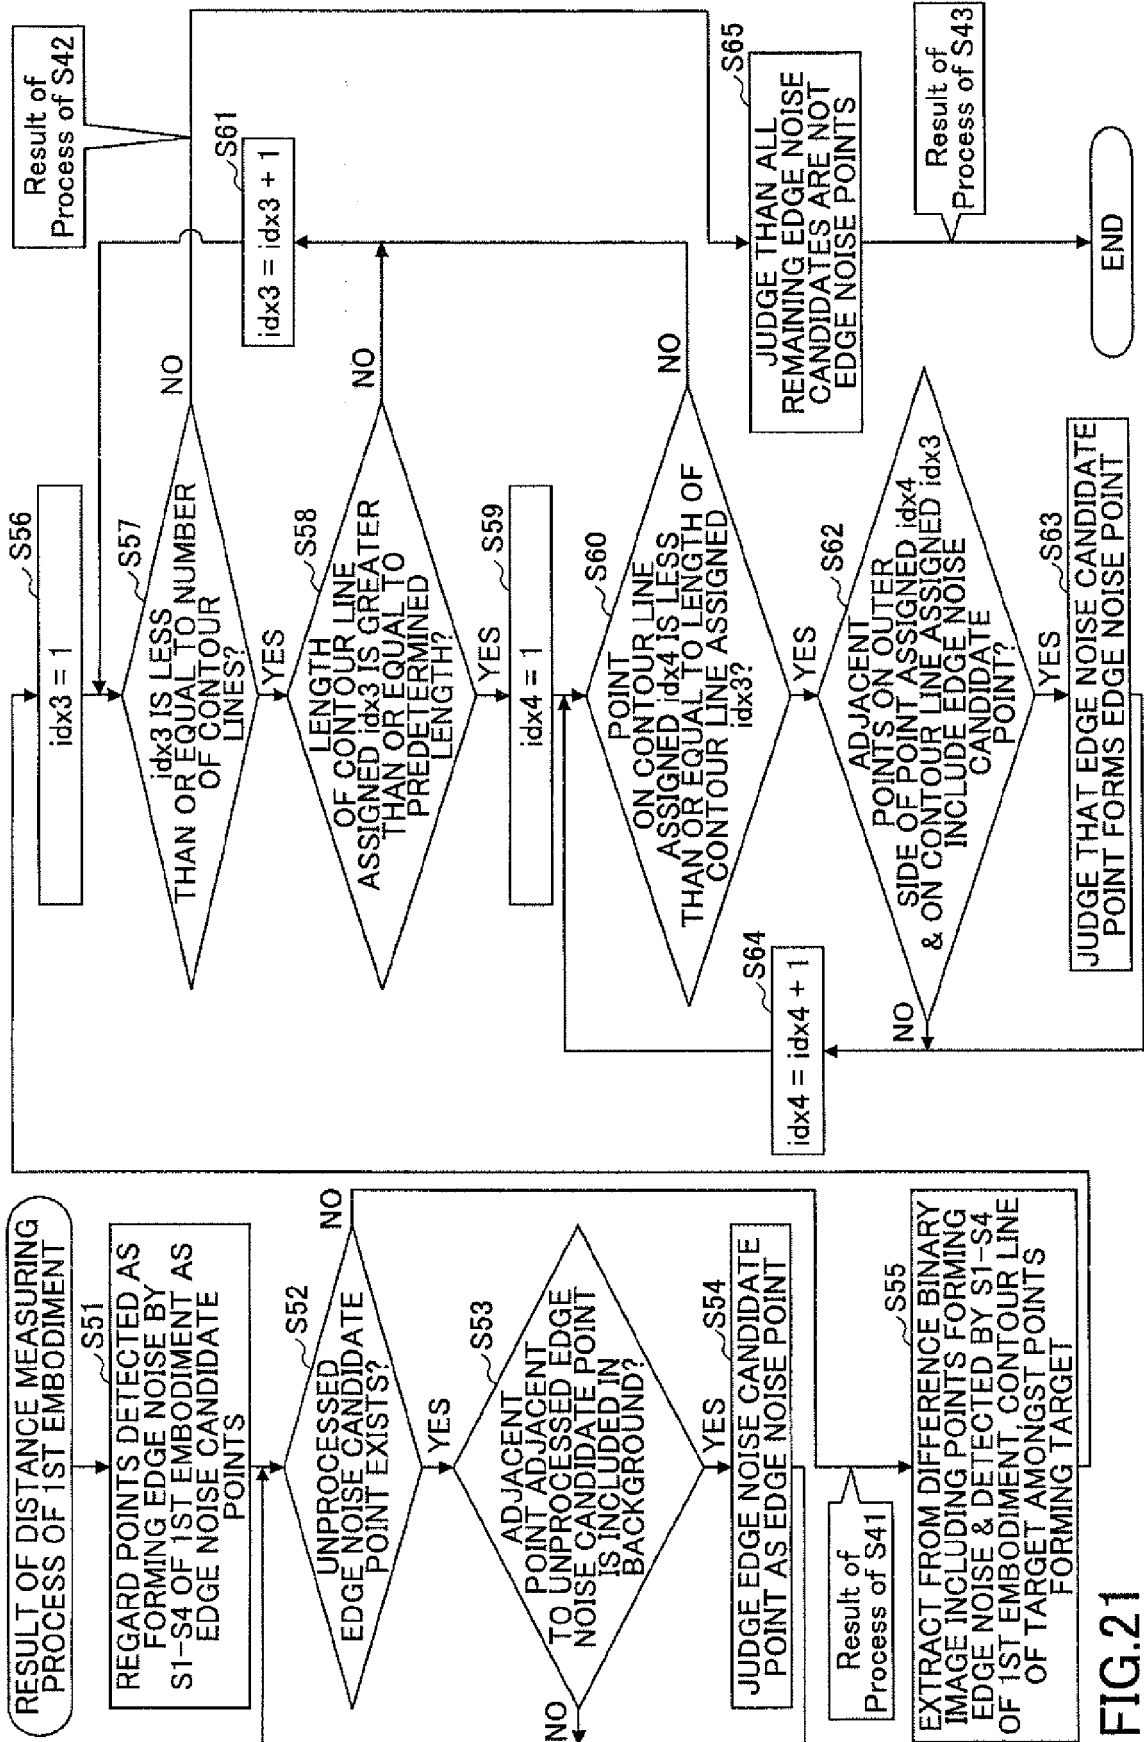 RESULT OF DISTANCE MEASURING
PROCESS OF 1ST EMBODIMENT
S51
REGARD POINTS DETECTED AS
FORMING EDGE NOISE BY
S1-S4 OF 1ST EMBODIMENT AS
EDGE NOISE CANDIDATE
POINTS
S52
UNPROCESSED
EDGE NOISE CANDIDATE
POINT EXISTS?
NO
YES
S53
ADJACENT
POINT ADJACENT
TO UNPROCESSED EDGE
NOISE CANDIDATE POINT
IS INCLUDED IN
BACKGROUND?
NO
YES
S54
JUDGE EDGE NOISE CANDIDATE
POINT AS EDGE NOISE POINT
Result of
Process of S41
S55
EXTRACT FROM DIFFERENCE BINARY
IMAGE INCLUDING POINTS FORMING
EDGE NOISE & DETECTED BY S1-S4
OF 1ST EMBODIMENT, CONTOUR LINE
OF TARGET AMONGST POINTS
FORMING TARGET
S56
idx3 = 1
S57
idx3 IS LESS
THAN OR EQUAL TO NUMBER
OF CONTOUR
LINES?
NO
YES
Result of
Process of S42
S58
LENGTH
OF CONTOUR LINE
ASSIGNED idx3 IS GREATER
THAN OR EQUAL TO
PREDETERMINED
LENGTH?
NO
YES
S61
idx3 = idx3 + 1
S59
idx4 = 1
S60
POINT
ON CONTOUR LINE
ASSIGNED idx4 IS LESS
THAN OR EQUAL TO LENGTH OF
CONTOUR LINE ASSIGNED
idx3?
NO
YES
S62
ADJACENT
POINTS ON OUTER
SIDE OF POINT ASSIGNED idx4
& ON CONTOUR LINE ASSIGNED idx3
INCLUDE EDGE NOISE
CANDIDATE
POINT?
NO
YES
S64
idx4 = idx4 + 1
S63
JUDGE THAT EDGE NOISE CANDIDATE
POINT FORMS EDGE NOISE POINT
S65
JUDGE THAN ALL
REMAINING EDGE NOISE
CANDIDATES ARE NOT
EDGE NOISE POINTS
Result of
Process of S43
END
FIG.21